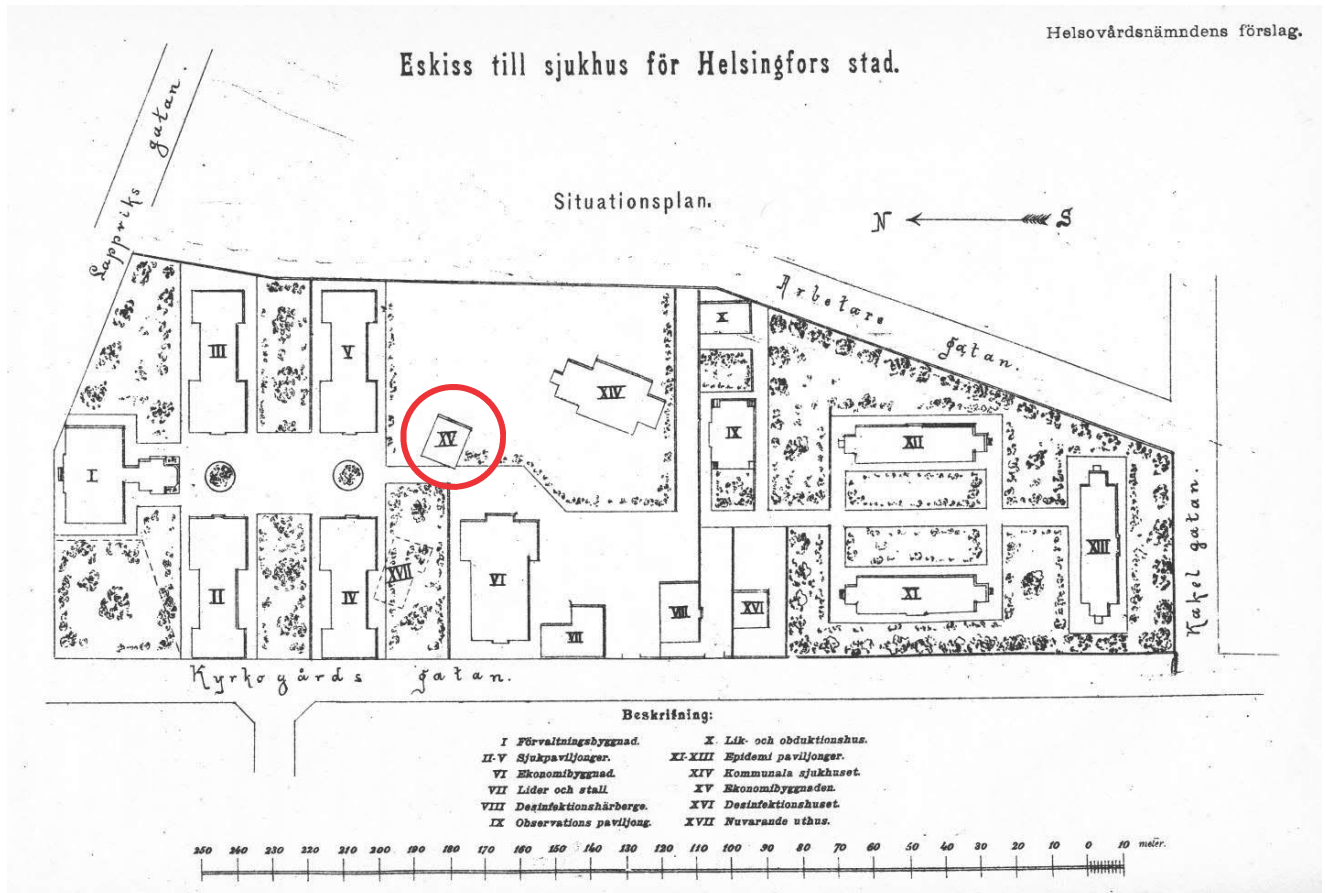 Helsovårdsnämndens förslag.
Eskiss till sjukhus för Helsingfors stad.
Situationsplan.
N S
Lappriks gatan.
Arbetare gatan.
Kakel gatan.
III V XIV X
XV IX XII
I
XIII
II IV XVII VI VII VIII XVI XI
Kyrkogårds gatan.
Beskrifning:
I Förvaltningsbyggnad.
II-V Sjukpaviljonger.
VI Ekonomibyggnad.
VII Lider och stall.
VIII Desinfektionshärberge.
IX Observations paviljong.
X. Lik- och obduktionshus.
XI-XIII Epidemi paviljonger.
XIV Kommunala sjukhuset.
XV Ekonomibyggnaden.
XVI Desinfektionshuset.
XVII Nuvarande uthus.
250 240 230 220 210 200 190 180 170 160 150 140 130 120 110 100 90 80 70 60 50 40 30 20 10 0 10 meter.